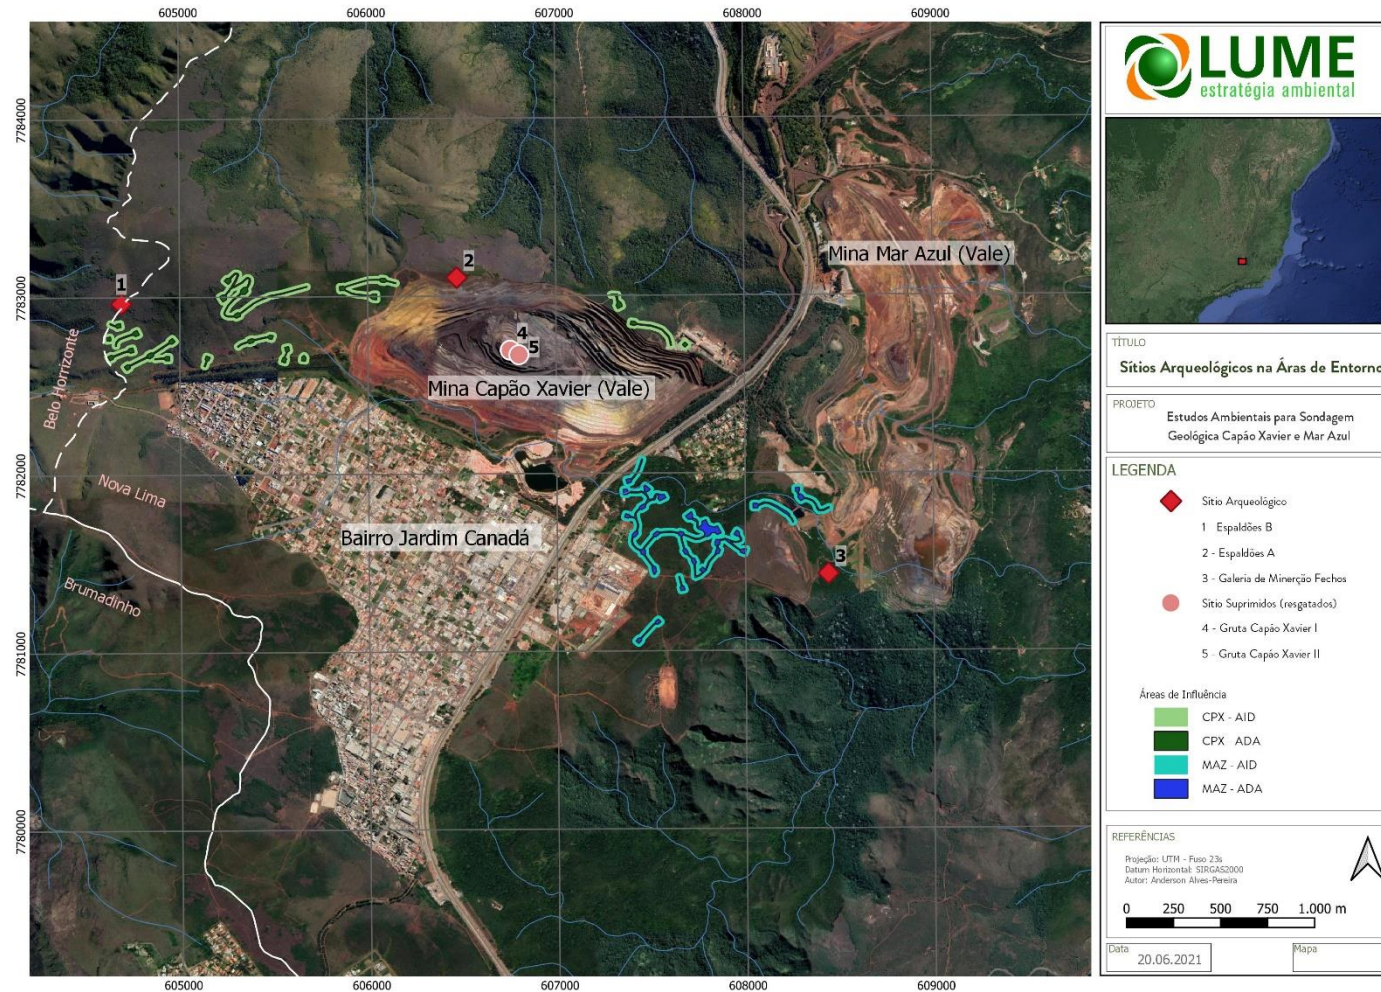 605000
606000
607000
608000
609000
7784000
7783000
7782000
7781000
7780000
1
2
Mina Mar Azul (Vale)
4
5
Mina Capão Xavier (Vale)
Belo Horizonte
Nova Lima
Bairro Jardim Canadá
3
Brumadinho
605000
606000
607000
608000
609000
LUME
estratégia ambiental
TÍTULO
Sítios Arqueológicos na Áras de Entorno
PROJETO
Estudos Ambientais para Sondagem
Geológica Capão Xavier e Mar Azul
LEGENDA
Sítio Arqueológico
1 Espaldões B
2 - Espaldões A
3 - Galeria de Minerção Fechos
Sítio Suprimidos (resgatados)
4 - Gruta Capão Xavier I
5 - Gruta Capão Xavier II
Áreas de Influência
CPX - AID
CPX - ADA
MAZ - AID
MAZ - ADA
REFERÊNCIAS
Projeção: UTM - Fuso 23s
Datum Horizontal: SIRGAS2000
Autor: Anderson Alves-Pereira
0 250 500 750 1.000 m
Data
20.06.2021
Mapa